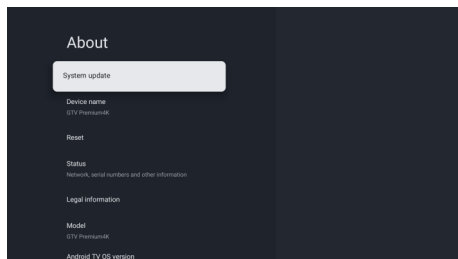 About
System update
Device name
GTV Premium4K
Reset
Status
Network, serial numbers and other information
Legal information
Model
GTV Premium4K
Android TV OS version